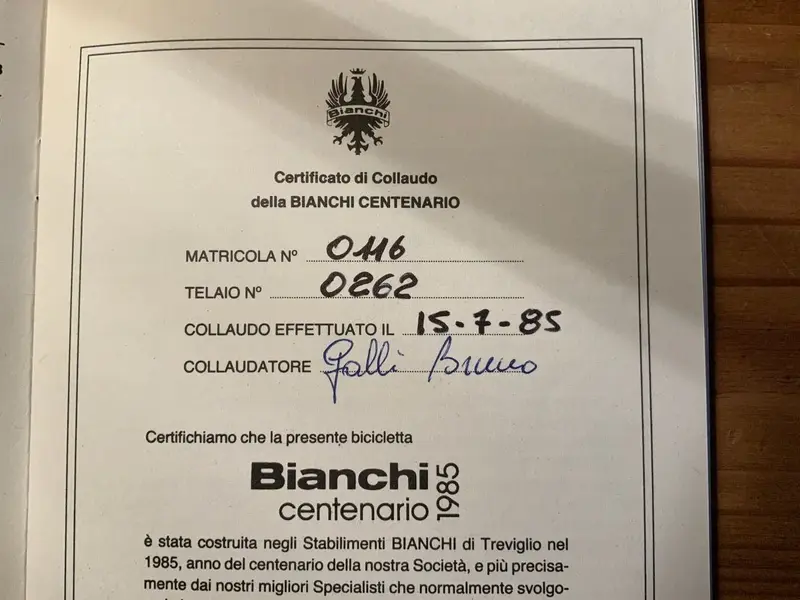 Bianchi
Certificato di Collaudo
della BIANCHI CENTENARIO
MATRICOLA Nº 0116
TELAIO Nº 0262
COLLAUDO EFFETTUATO IL 15-7-85
COLLAUDATORE Galli Bruno
Certifichiamo che la presente bicicletta
Bianchi
centenario 1985
è stata costruita negli Stabilimenti BIANCHI di Treviglio nel
1985, anno del centenario della nostra Società, e più precisa-
mente dai nostri migliori Specialisti che normalmente svolgo-